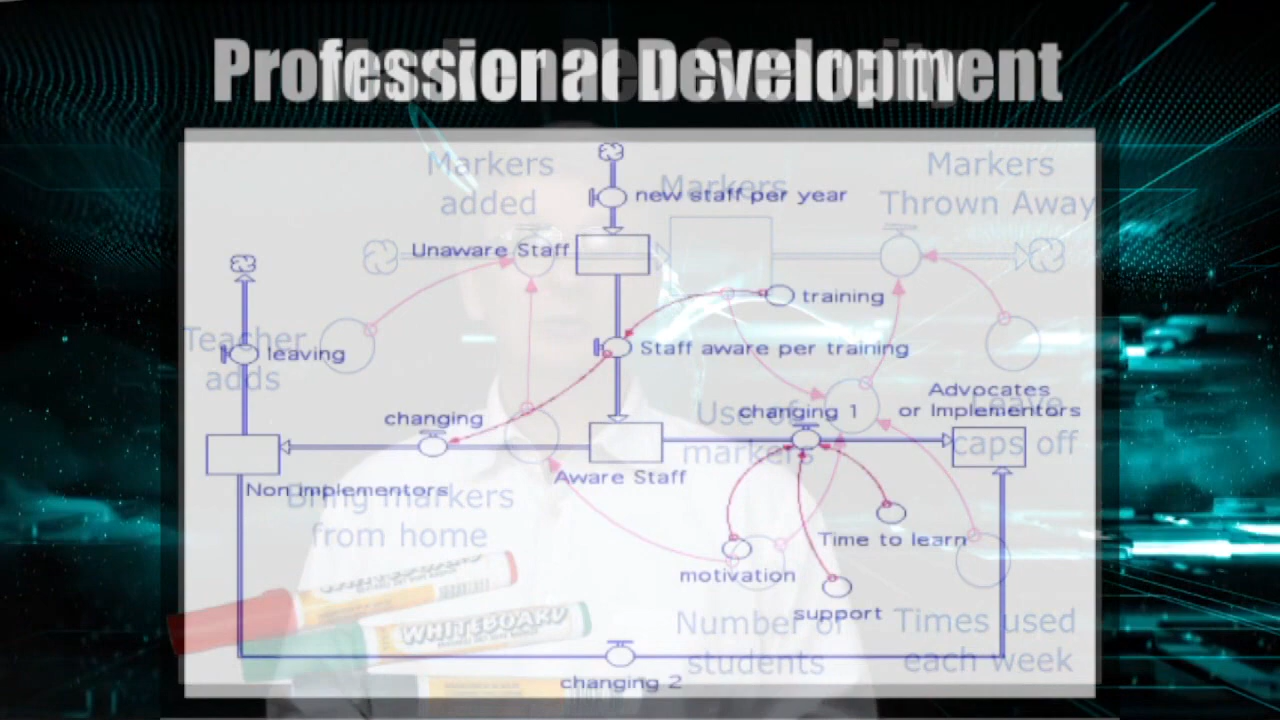 Professional Development
Markers
added
Markers
new staff per year
Markers
Thrown Away
Unaware Staff
training
Teacher
adds
leaving
Staff aware per training
Advocates
or Implementors
Leave
caps off
changing
changing 1
Use of
markers
Aware Staff
Non Implementors
Bring markers
from home
Time to learn
motivation
support
Number of
students
Times used
each week
WHITEBOARD
changing 2